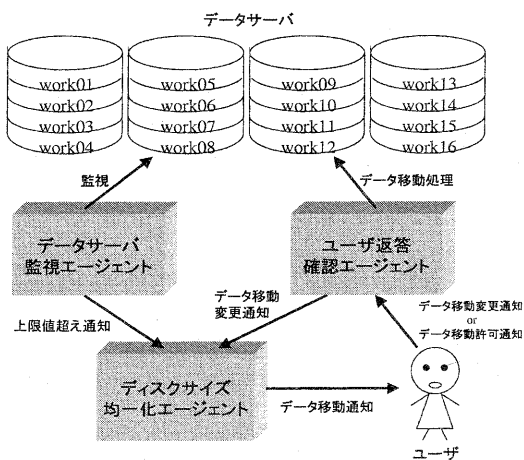 データサーバ
work01
work02
work03
work04
work05
work06
work07
work08
work09
work10
work11
work12
work13
work14
work15
work16
監視
データ移動処理
データサーバ
監視エージェント
ユーザ返答
確認エージェント
上限値超え通知
データ移動
変更通知
データ移動変更通知
or
データ移動許可通知
ディスクサイズ
均一化エージェント
データ移動通知
ユーザ